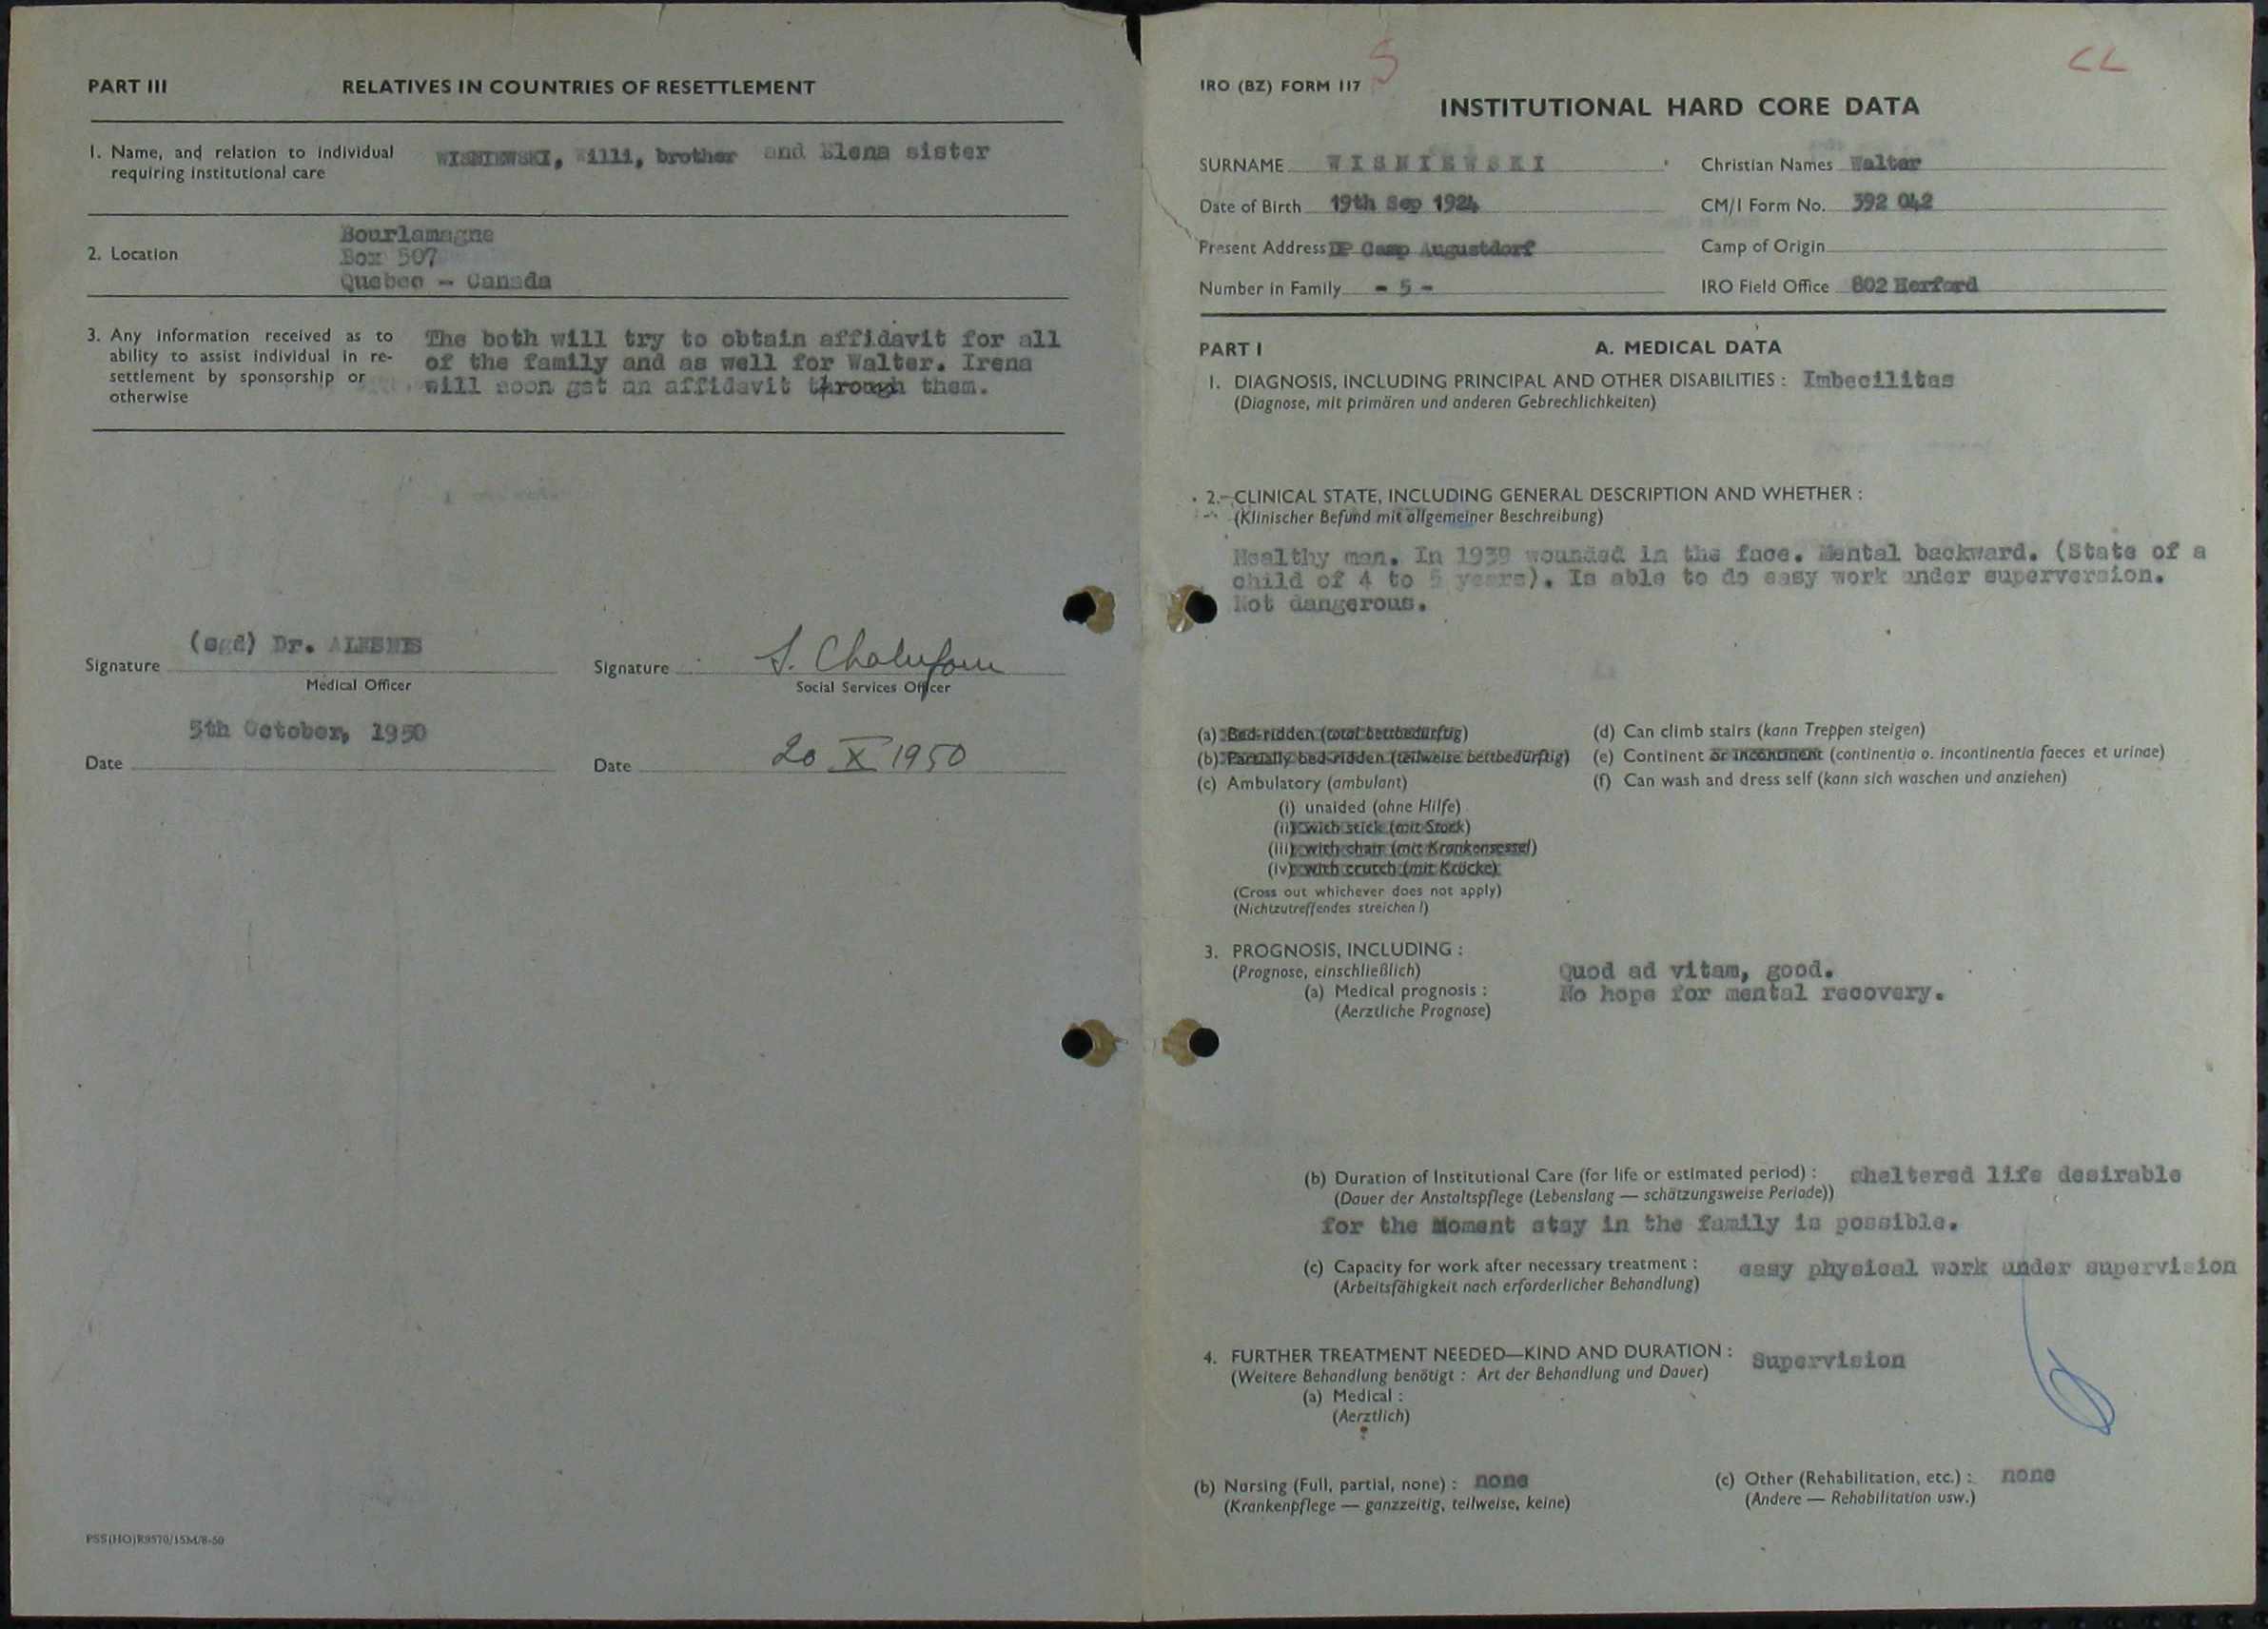 PART III RELATIVES IN COUNTRIES OF RESETTLEMENT
1. Name, and relation to individual requiring institutional care WISNIEWSKI, Willi, brother and Elena sister
2. Location Bourlamagne
Box 507
Quebec - Canada
3. Any information received as to ability to assist individual in re-settlement by sponsorship or otherwise
The both will try to obtain affidavit for all
of the family and as well for Walter. Irena
will soon get an affidavit through them.
Signature (sgd) Dr. Signature
Medical Officer Social Services Officer
Date 5th October, 1950 Date 20 X 1950
PSS(HO)R9570/15M/8-50
S
CL
IRO (BZ) FORM 117
INSTITUTIONAL HARD CORE DATA
SURNAME WISNIEWSKI Christian Names Walter
Date of Birth 19th Sep 1924 CM/I Form No. 392 042
Present Address DP Camp Augustdorf Camp of Origin
Number in Family - 5 - IRO Field Office 802 Herford
PART I A. MEDICAL DATA
1. DIAGNOSIS, INCLUDING PRINCIPAL AND OTHER DISABILITIES : Imbecilitas
(Diagnose, mit primären und anderen Gebrechlichkeiten)
2. CLINICAL STATE, INCLUDING GENERAL DESCRIPTION AND WHETHER :
(Klinischer Befund mit allgemeiner Beschreibung)
Healthy man. In 1939 wounded in the face. Mental backward. (State of a
child of 4 to 5 years). Is able to do easy work under superversion.
Not dangerous.
(a) Bed-ridden (total bettbedürftig) (d) Can climb stairs (kann Treppen steigen)
(b) Partially bed-ridden (teilweise bettbedürftig) (e) Continent or incontinent (continentia o. incontinentia faeces et urinae)
(c) Ambulatory (ambulant) (f) Can wash and dress self (kann sich waschen und anziehen)
(i) unaided (ohne Hilfe)
(ii) with stick (mit Stock)
(iii) with chair (mit Krankensessel)
(iv) with crutch (mit Krücke)
(Cross out whichever does not apply)
(Nichtzutreffendes streichen !)
3. PROGNOSIS, INCLUDING :
(Prognose, einschließlich) Quod ad vitam, good.
(a) Medical prognosis : No hope for mental recovery.
(Aerztliche Prognose)
(b) Duration of Institutional Care (for life or estimated period) : sheltered life desirable
(Dauer der Anstaltspflege (Lebenslang — schätzungsweise Periode))
for the Moment stay in the family is possible.
(c) Capacity for work after necessary treatment : easy physical work under supervision
(Arbeitsfähigkeit nach erforderlicher Behandlung)
4. FURTHER TREATMENT NEEDED—KIND AND DURATION : Supervision
(Weitere Behandlung benötigt : Art der Behandlung und Dauer)
(a) Medical :
(Aerztlich)
(b) Nursing (Full, partial, none) : none (c) Other (Rehabilitation, etc.) : none
(Krankenpflege — ganzzeitig, teilweise, keine) (Andere — Rehabilitation usw.)